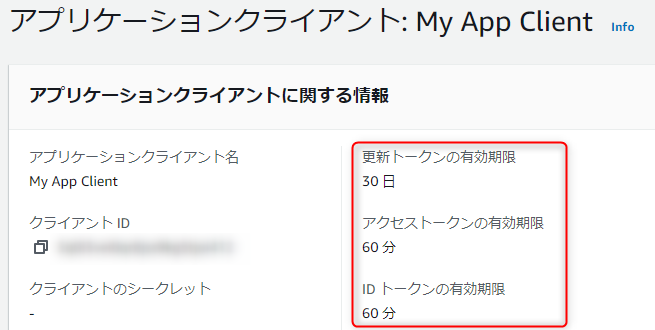 アプリケーションクライアント: My App Client Info
アプリケーションクライアントに関する情報
アプリケーションクライアント名
My App Client
クライアント ID
クライアントのシークレット
-
更新トークンの有効期限
30 日
アクセストークンの有効期限
60 分
ID トークンの有効期限
60 分